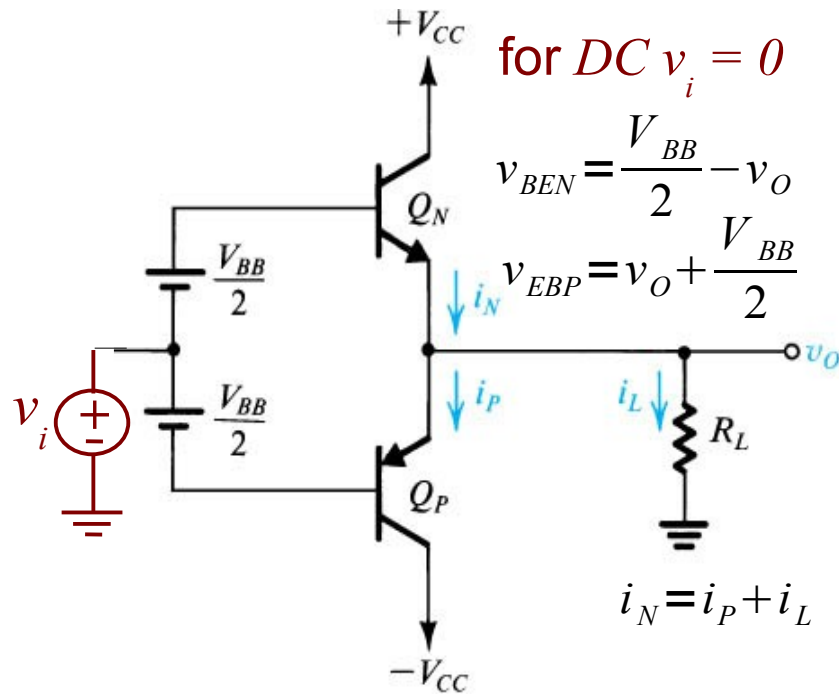 +V_CC
for DC v_i = 0
v_BEN = V_BB/2 − v_O
Q_N
V_BB/2
v_EBP = v_O + V_BB/2
i_N
v_O
i_P
i_L
V_BB/2
v_i
+
-
R_L
Q_P
i_N = i_P + i_L
−V_CC